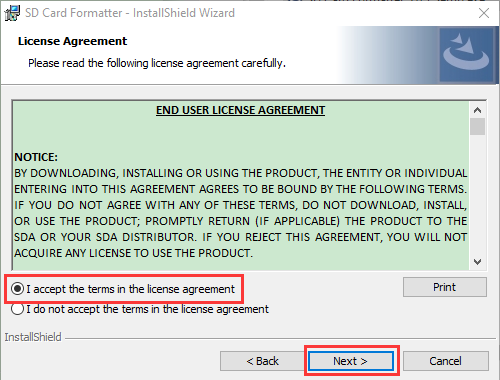 SD Card Formatter - InstallShield Wizard
License Agreement
Please read the following license agreement carefully.
END USER LICENSE AGREEMENT
NOTICE:
BY DOWNLOADING, INSTALLING OR USING THE PRODUCT, THE ENTITY OR INDIVIDUAL
ENTERING INTO THIS AGREEMENT AGREES TO BE BOUND BY THE FOLLOWING TERMS.
IF YOU DO NOT AGREE WITH ANY OF THESE TERMS, DO NOT DOWNLOAD, INSTALL,
OR USE THE PRODUCT; PROMPTLY RETURN (IF APPLICABLE) THE PRODUCT TO THE
SDA OR YOUR SDA DISTRIBUTOR. IF YOU REJECT THIS AGREEMENT, YOU WILL NOT
ACQUIRE ANY LICENSE TO USE THE PRODUCT.
I accept the terms in the license agreement
Print
I do not accept the terms in the license agreement
InstallShield
< Back
Next >
Cancel